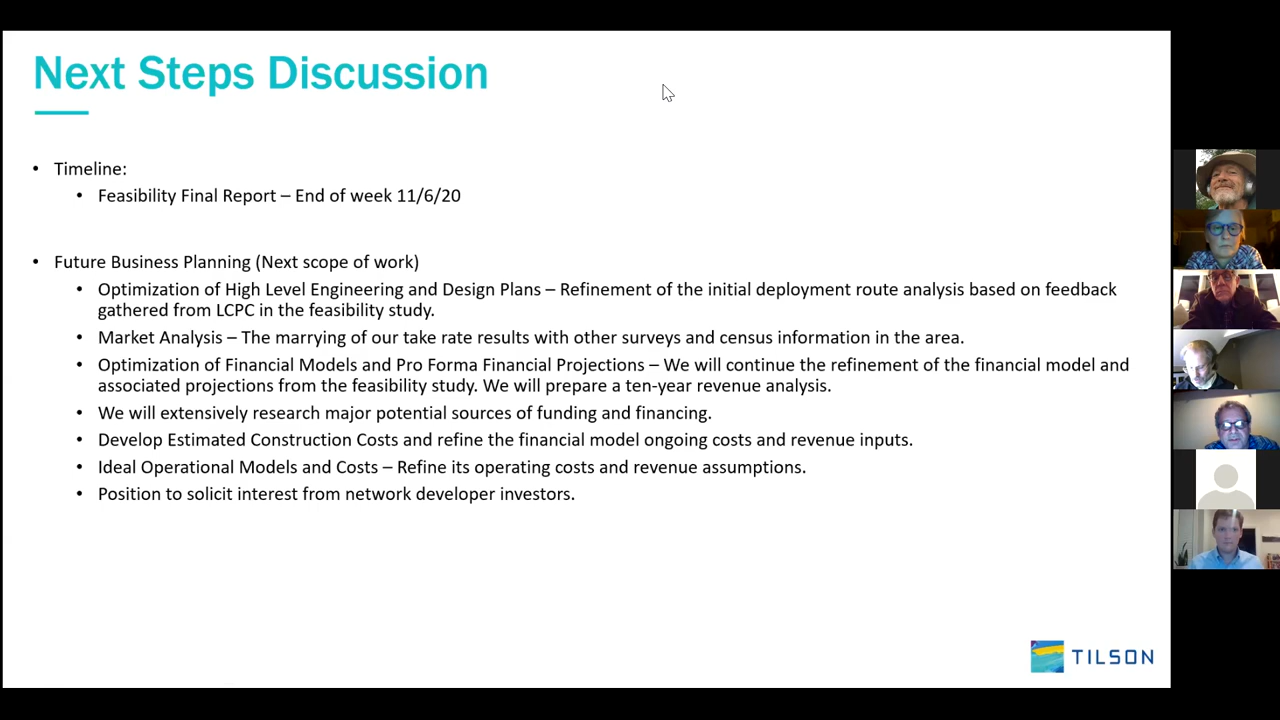 Next Steps Discussion
• Timeline:
• Feasibility Final Report – End of week 11/6/20
• Future Business Planning (Next scope of work)
• Optimization of High Level Engineering and Design Plans – Refinement of the initial deployment route analysis based on feedback
gathered from LCPC in the feasibility study.
• Market Analysis – The marrying of our take rate results with other surveys and census information in the area.
• Optimization of Financial Models and Pro Forma Financial Projections – We will continue the refinement of the financial model and
associated projections from the feasibility study. We will prepare a ten-year revenue analysis.
• We will extensively research major potential sources of funding and financing.
• Develop Estimated Construction Costs and refine the financial model ongoing costs and revenue inputs.
• Ideal Operational Models and Costs – Refine its operating costs and revenue assumptions.
• Position to solicit interest from network developer investors.
TILSON